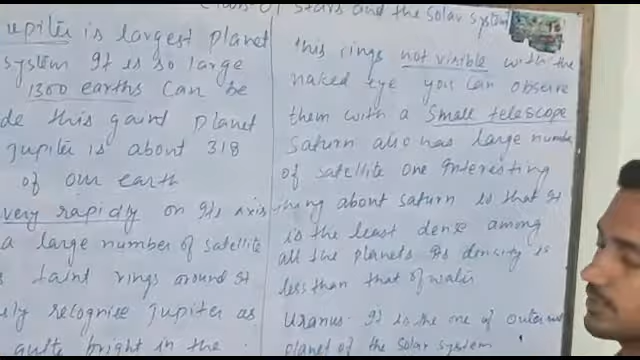 Class-07 Stars and the Solar System
upiter is largest planet
system It is so large
1300 earths can be
de this gaint planet
Jupiter is about 318
of our earth
very rapidly on its axis
a large number of satellite
s faint rings around it
ly recognise Jupiter as
quite bright in the
This rings not visible with the
naked eye you can observe
them with a small telescope
Saturn also has large number
of satellite one interesting
thing about saturn is that it
is the least dense among
all the planets its density is
less than that of water
Uranus- It is the one of outer
planet of the solar system